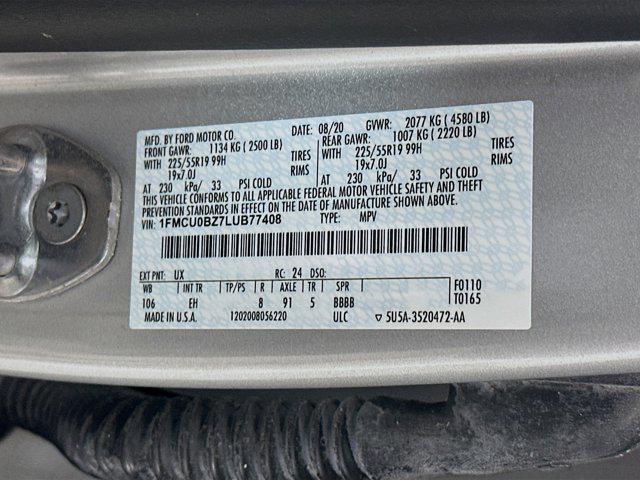 MFD. BY FORD MOTOR CO. DATE: 08/20 GVWR: 2077 KG ( 4580 LB)
FRONT GAWR: 1134 KG ( 2500 LB) REAR GAWR: 1007 KG ( 2220 LB)
WITH 225/55R19 99H TIRES WITH 225/55R19 99H TIRES
19x7.0J RIMS 19x7.0J RIMS
AT 230 kPa/ 33 PSI COLD AT 230 kPa/ 33 PSI COLD
THIS VEHICLE CONFORMS TO ALL APPLICABLE FEDERAL MOTOR VEHICLE SAFETY AND THEFT
PREVENTION STANDARDS IN EFFECT ON THE DATE OF MANUFACTURE SHOWN ABOVE.
VIN: 1FMCU0BZ7LUB77408 TYPE: MPV
EXT PNT: UX RC: 24 DSO:
WB INT TR TP/PS R AXLE TR SPR F0110
106 EH 8 91 5 BBBB T0165
MADE IN U.S.A. 1202008056220 ULC ▽ 5U5A-3520472-AA